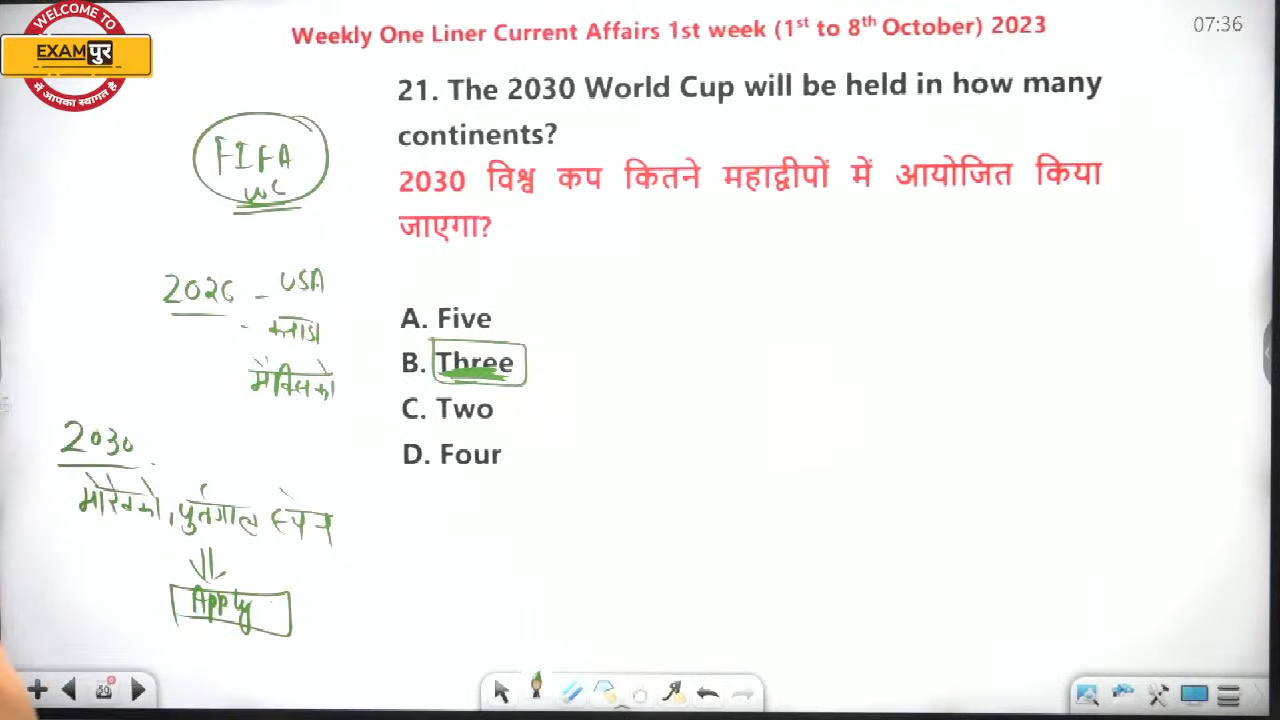 WELCOME TO
EXAMपुर
में आपका स्वागत है
Weekly One Liner Current Affairs 1st week (1st to 8th October) 2023
07:36
21. The 2030 World Cup will be held in how many
continents?
2030 विश्व कप कितने महाद्वीपों में आयोजित किया
जाएगा?
A. Five
B. Three
C. Two
D. Four
FIFA
WC
2026 - USA
मैक्सिको
2030
मोरक्को, पुर्तगाल स्पेन
Apply